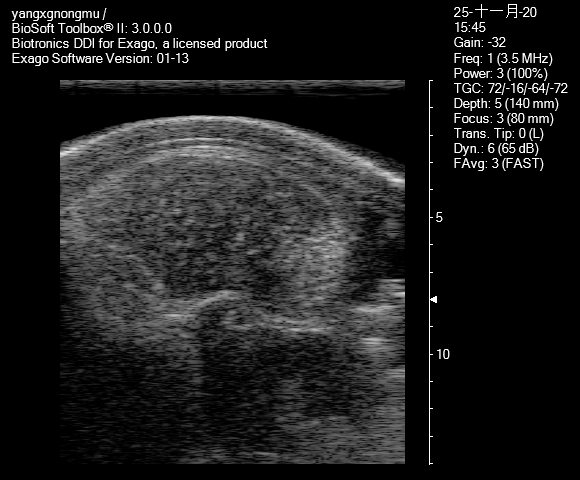 yangxgnongmu /
BioSoft Toolbox® II: 3.0.0.0
Biotronics DDI for Exago, a licensed product
Exago Software Version: 01-13
25-十一月-20
15:45
Gain: -32
Freq: 1 (3.5 MHz)
Power: 3 (100%)
TGC: 72/-16/-64/-72
Depth: 5 (140 mm)
Focus: 3 (80 mm)
Trans. Tip: 0 (L)
Dyn.: 6 (65 dB)
FAvg: 3 (FAST)
5
10